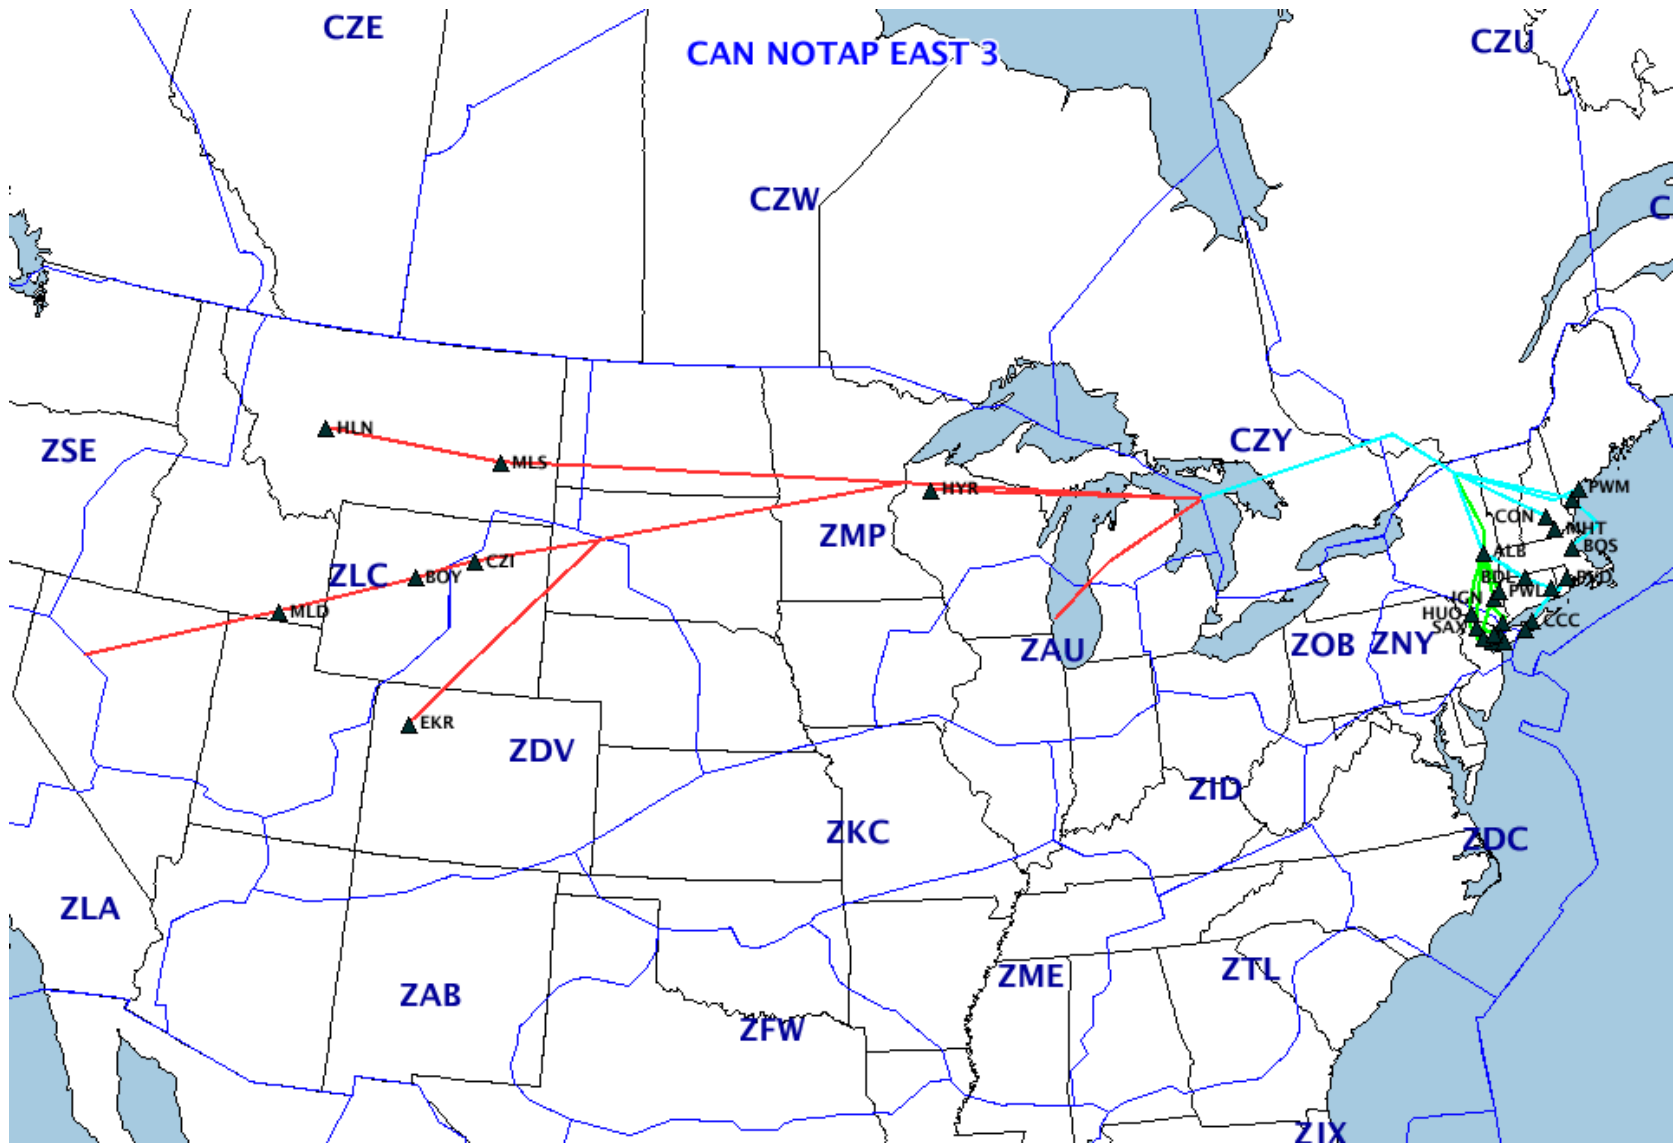 CZE
CAN NOTAP EAST 3
CZU
CZW
C
HLN
ZSE
MLS
CZY
HYR
PWM
CON
MHT
ZMP
BOS
ALB
CZI
ZLC
BOY
BDL
PVD
PWL
IGN
MLD
HUO
CCC
SAX
ZAU
ZOB
ZNY
EKR
ZDV
ZID
ZKC
ZDC
ZLA
ZME
ZTL
ZAB
ZFW
ZJX